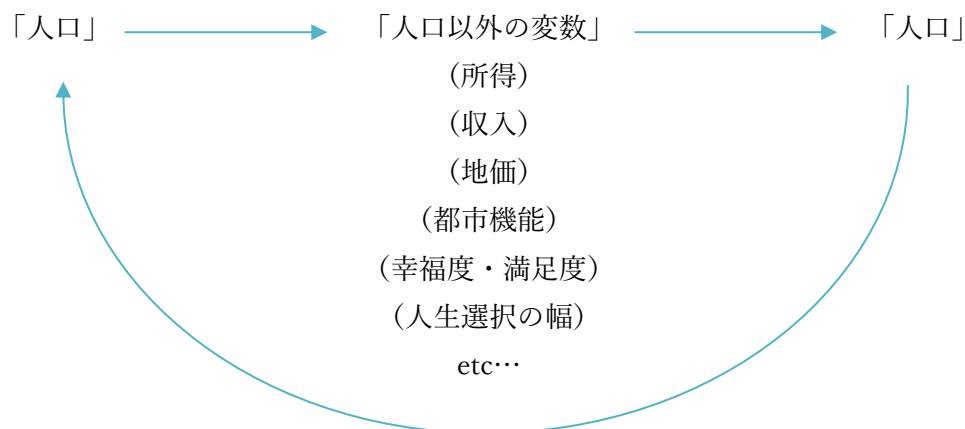 「人口」 「人口以外の変数」 「人口」
（所得）
（収入）
（地価）
（都市機能）
（幸福度・満足度）
（人生選択の幅）
etc…